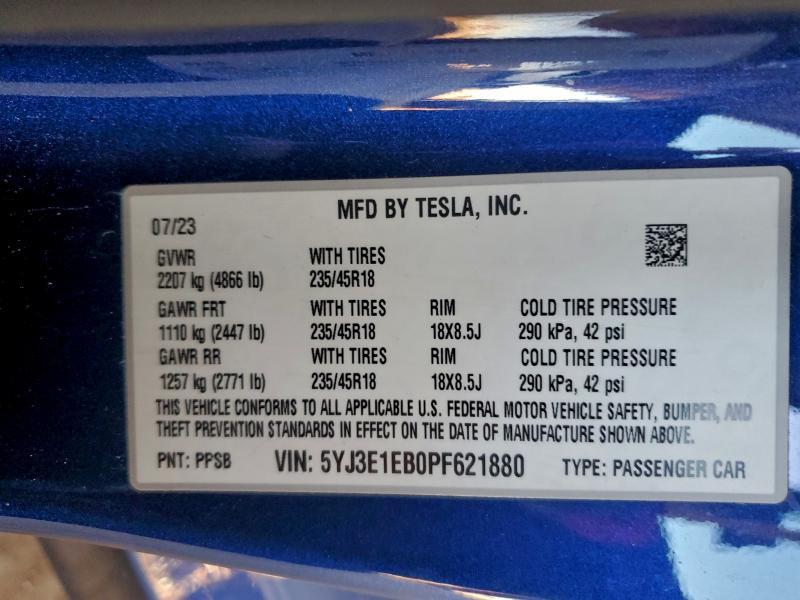 MFD BY TESLA, INC.
07/23
GVWR WITH TIRES
2207 kg (4866 lb) 235/45R18
GAWR FRT WITH TIRES RIM COLD TIRE PRESSURE
1110 kg (2447 lb) 235/45R18 18X8.5J 290 kPa, 42 psi
GAWR RR WITH TIRES RIM COLD TIRE PRESSURE
1257 kg (2771 lb) 235/45R18 18X8.5J 290 kPa, 42 psi
THIS VEHICLE CONFORMS TO ALL APPLICABLE U.S. FEDERAL MOTOR VEHICLE SAFETY, BUMPER, AND
THEFT PREVENTION STANDARDS IN EFFECT ON THE DATE OF MANUFACTURE SHOWN ABOVE.
PNT: PPSB VIN: 5YJ3E1EB0PF621880 TYPE: PASSENGER CAR